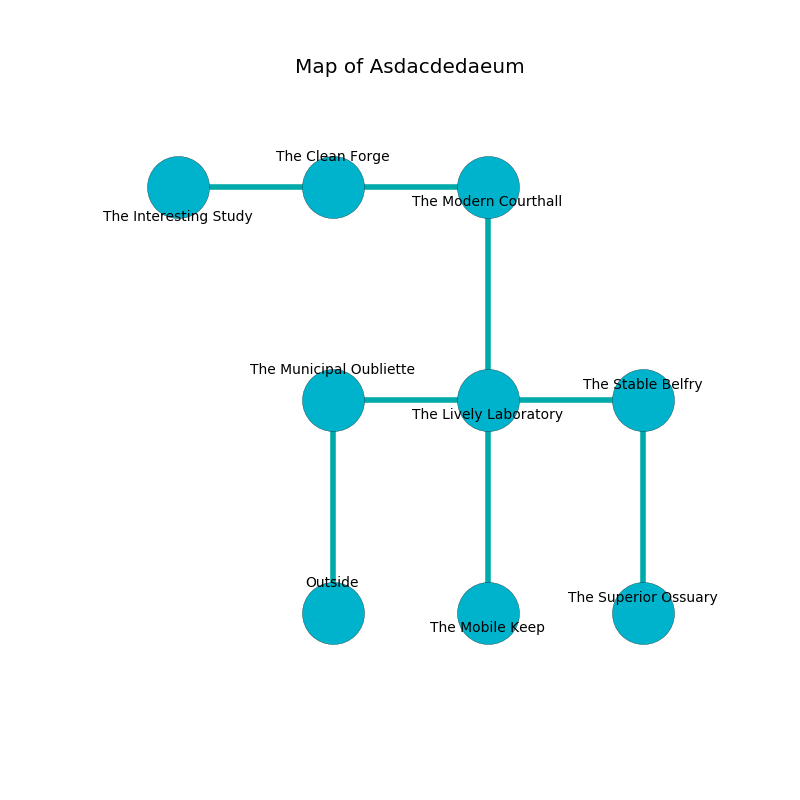 Map of Asdacdedaeum
The Clean Forge
The Modern Courthall
The Interesting Study
The Municipal Oubliette
The Stable Belfry
The Lively Laboratory
Outside
The Superior Ossuary
The Mobile Keep